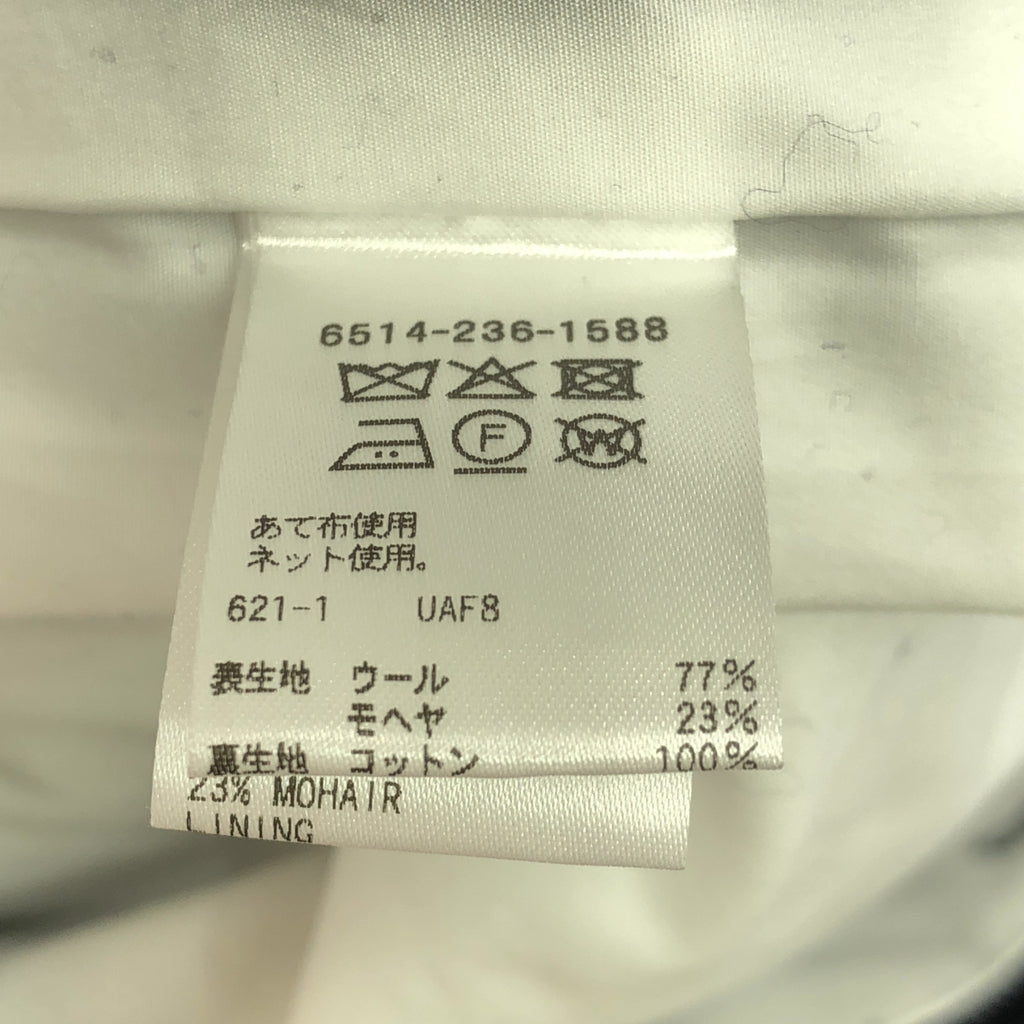 6514-236-1588
F W
あて布使用
ネット使用。
621-1 UAF8
表生地 ウール 77%
モヘヤ 23%
裏生地 コットン 100%
23% MOHAIR
LINING